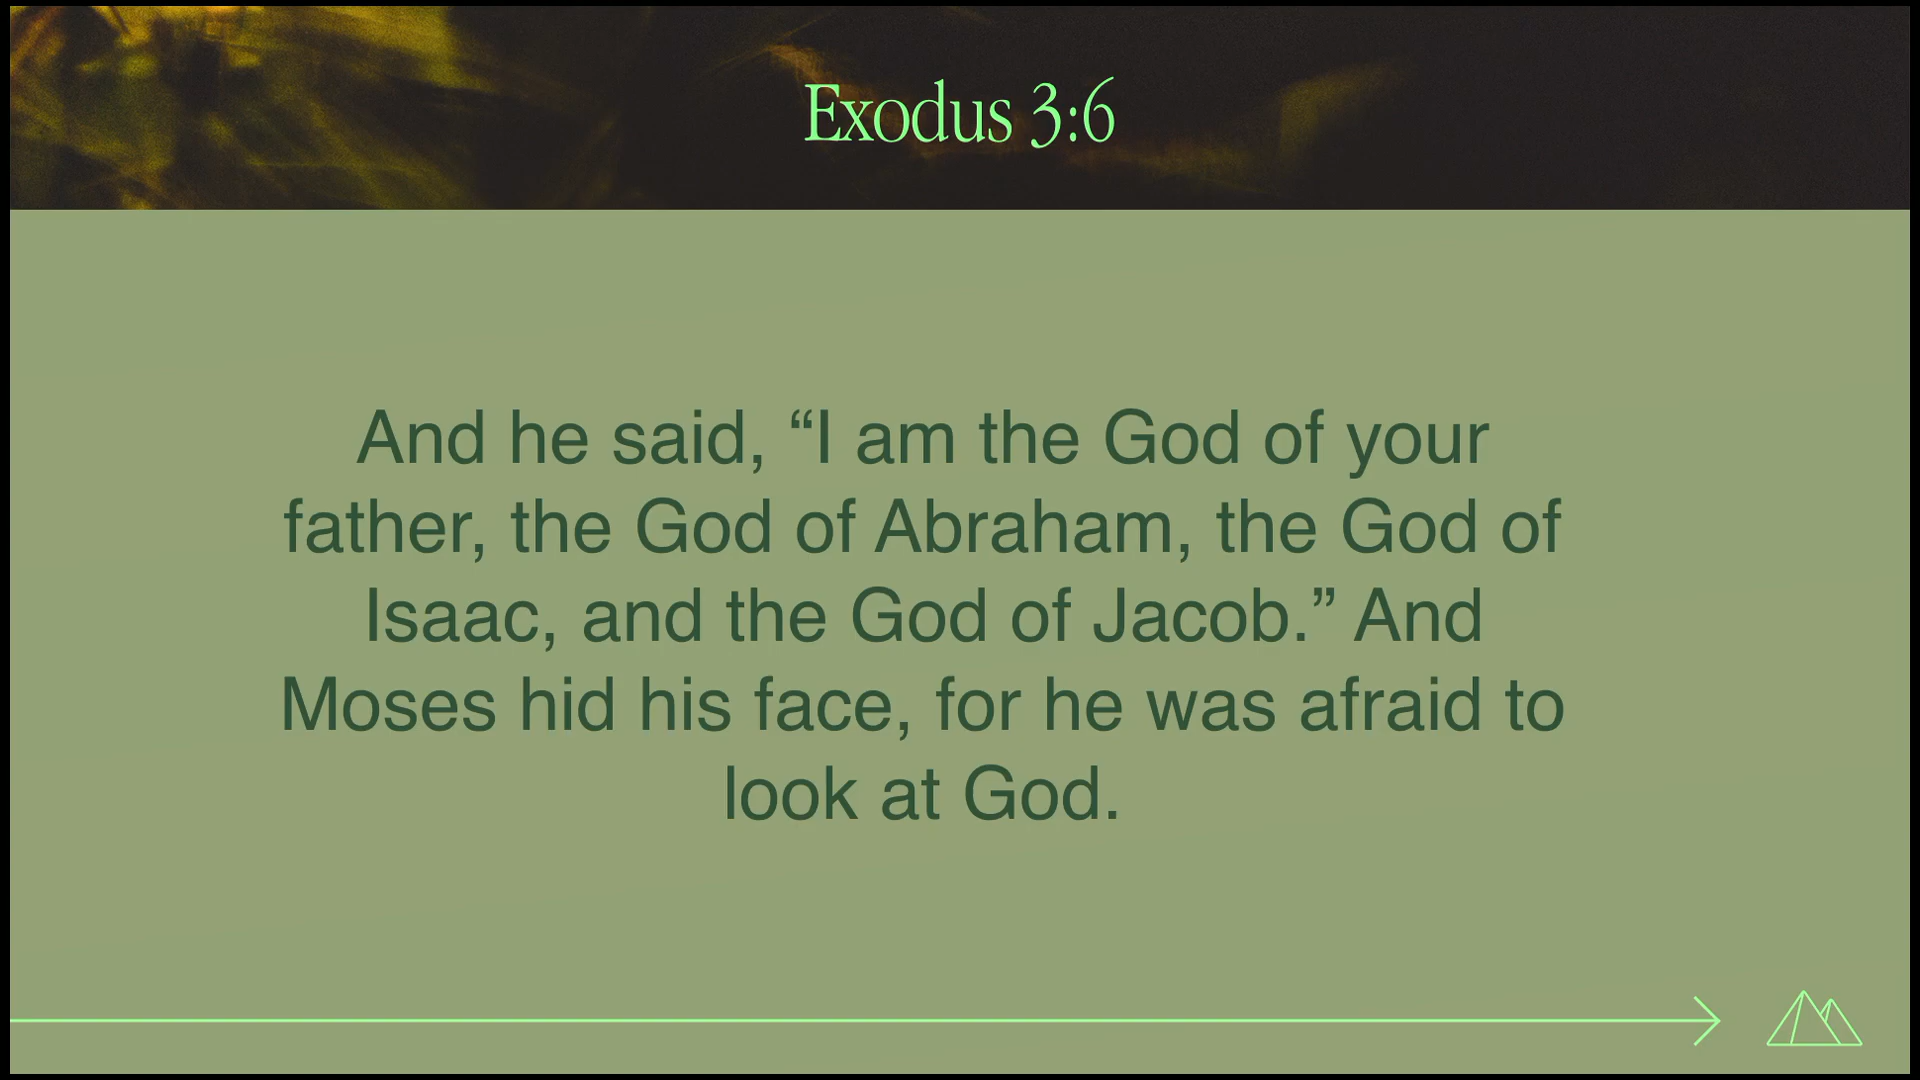 Exodus 3:6
And he said, “I am the God of your
father, the God of Abraham, the God of
Isaac, and the God of Jacob.” And
Moses hid his face, for he was afraid to
look at God.